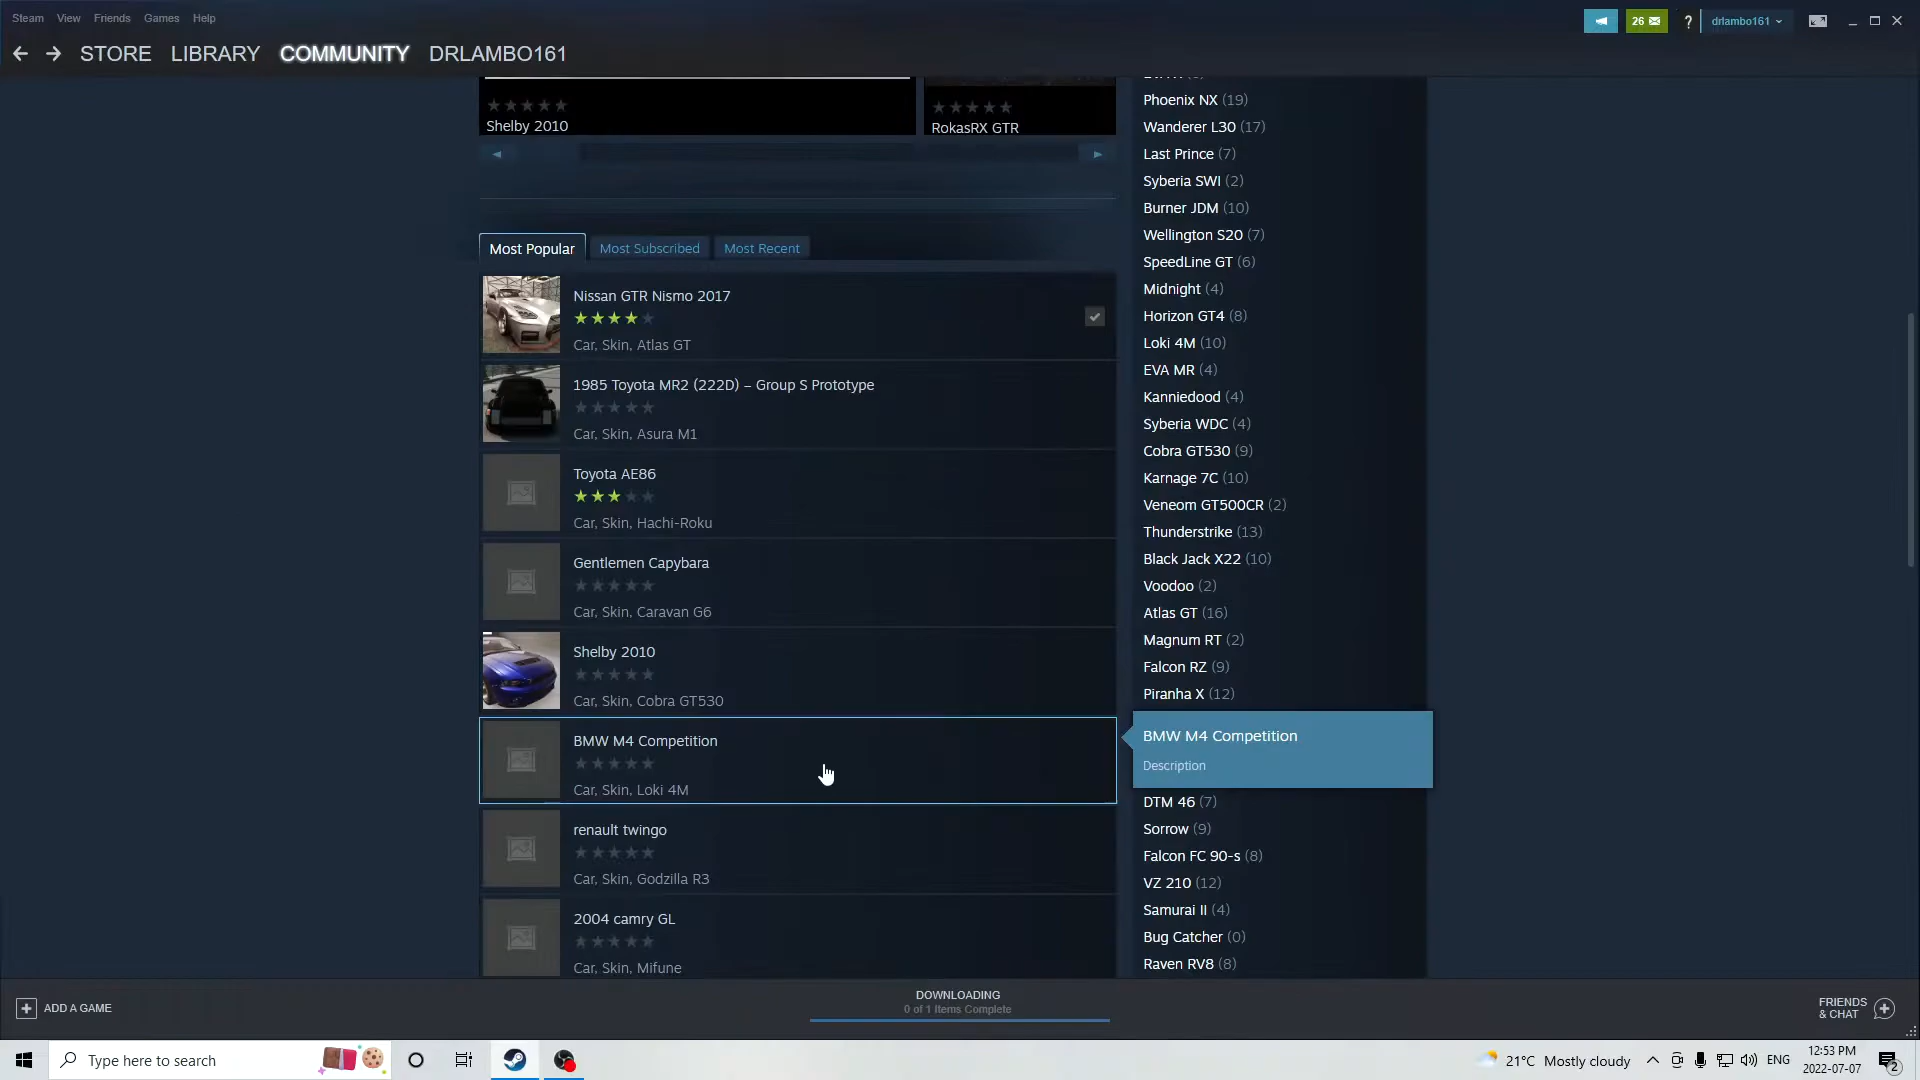 Steam View Friends Games Help
26 ? drlambo161
STORE LIBRARY COMMUNITY DRLAMBO161
Shelby 2010
RokasRX GTR
Most Popular Most Subscribed Most Recent
Nissan GTR Nismo 2017
Car, Skin, Atlas GT
1985 Toyota MR2 (222D) – Group S Prototype
Car, Skin, Asura M1
Toyota AE86
Car, Skin, Hachi-Roku
Gentlemen Capybara
Car, Skin, Caravan G6
Shelby 2010
Car, Skin, Cobra GT530
BMW M4 Competition
Car, Skin, Loki 4M
renault twingo
Car, Skin, Godzilla R3
2004 camry GL
Car, Skin, Mifune
Phoenix NX (19)
Wanderer L30 (17)
Last Prince (7)
Syberia SWI (2)
Burner JDM (10)
Wellington S20 (7)
SpeedLine GT (6)
Midnight (4)
Horizon GT4 (8)
Loki 4M (10)
EVA MR (4)
Kanniedood (4)
Syberia WDC (4)
Cobra GT530 (9)
Karnage 7C (10)
Veneom GT500CR (2)
Thunderstrike (13)
Black Jack X22 (10)
Voodoo (2)
Atlas GT (16)
Magnum RT (2)
Falcon RZ (9)
Piranha X (12)
BMW M4 Competition
Description
DTM 46 (7)
Sorrow (9)
Falcon FC 90-s (8)
VZ 210 (12)
Samurai II (4)
Bug Catcher (0)
Raven RV8 (8)
ADD A GAME
DOWNLOADING
0 of 1 Items Complete
FRIENDS
& CHAT
Type here to search
21°C Mostly cloudy
ENG
12:53 PM
2022-07-07
2